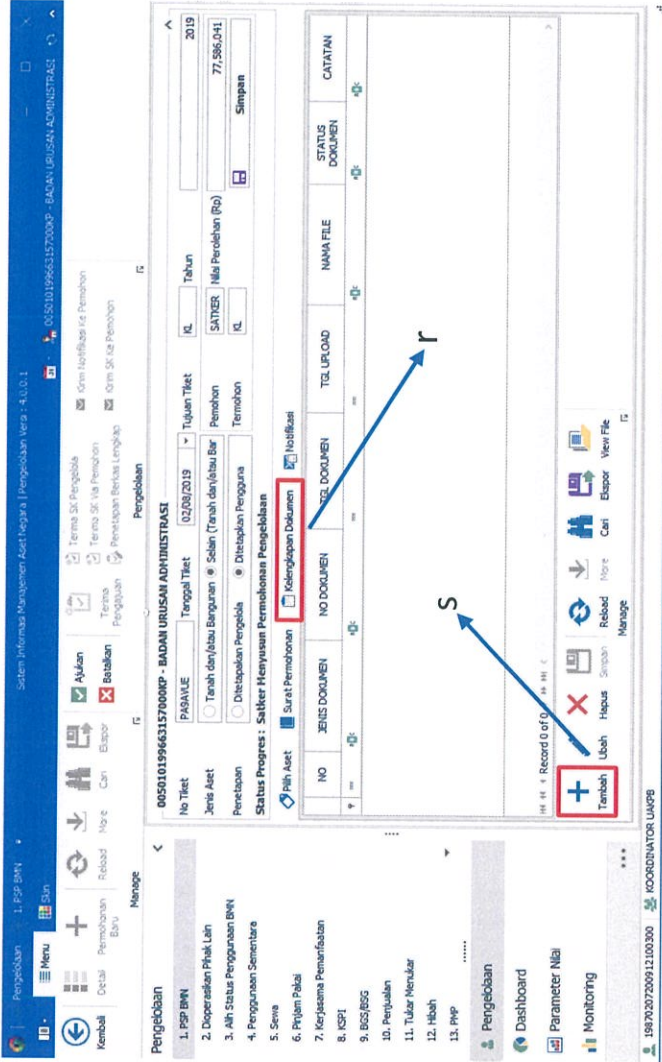 Pengelolaan 1. PSP BMN Sistem Informasi Manajemen Aset Negara | Pengelolaan Versi : 4.0.0.1
Menu Skin 005010199663157000KP - BADAN URUSAN ADMINISTRASI
Kembali Detail Permohonan Baru Reload More Cari Ekspor
Manage
Ajukan
Batalkan
Terima Pengajuan
Terima SK Pengelola
Terima SK Via Pemohon
Penetapan Berkas Lengkap
Kirim Notifikasi Ke Pemohon
Kirim SK Ke Pemohon
Pengelolaan
Pengelolaan
1. PSP BMN
2. Dioperasikan Pihak Lain
3. Alih Status Penggunaan BMN
4. Penggunaan Sementara
5. Sewa
6. Pinjam Pakai
7. Kerjasama Pemanfaatan
8. KSPI
9. BGS/BSG
10. Penjualan
11. Tukar Menukar
12. Hibah
13. PMP
Pengelolaan
Dashboard
Parameter Nilai
Monitoring
005010199663157000KP - BADAN URUSAN ADMINISTRASI
No Tiket PA9AVUE Tanggal Tiket 02/08/2019 Tujuan Tiket KL Tahun 2019
Jenis Aset Tanah dan/atau Bangunan Selain (Tanah dan/atau Bar Pemohon SATKER Nilai Perolehan (Rp) 77,586,041
Penetapan Ditetapakan Pengelola Ditetapkan Pengguna Termohon KL Simpan
Status Progres : Satker Menyusun Permohonan Pengelolaan
Pilih Aset Surat Permohonan Kelengkapan Dokumen Notifikasi
NO JENIS DOKUMEN NO DOKUMEN TGL DOKUMEN TGL UPLOAD NAMA FILE STATUS DOKUMEN CATATAN
r
s
Record 0 of 0
Tambah Ubah Hapus Simpan Reload More Cari Ekspor View File
Manage
198707072009121003​00 KOORDINATOR UAKPB